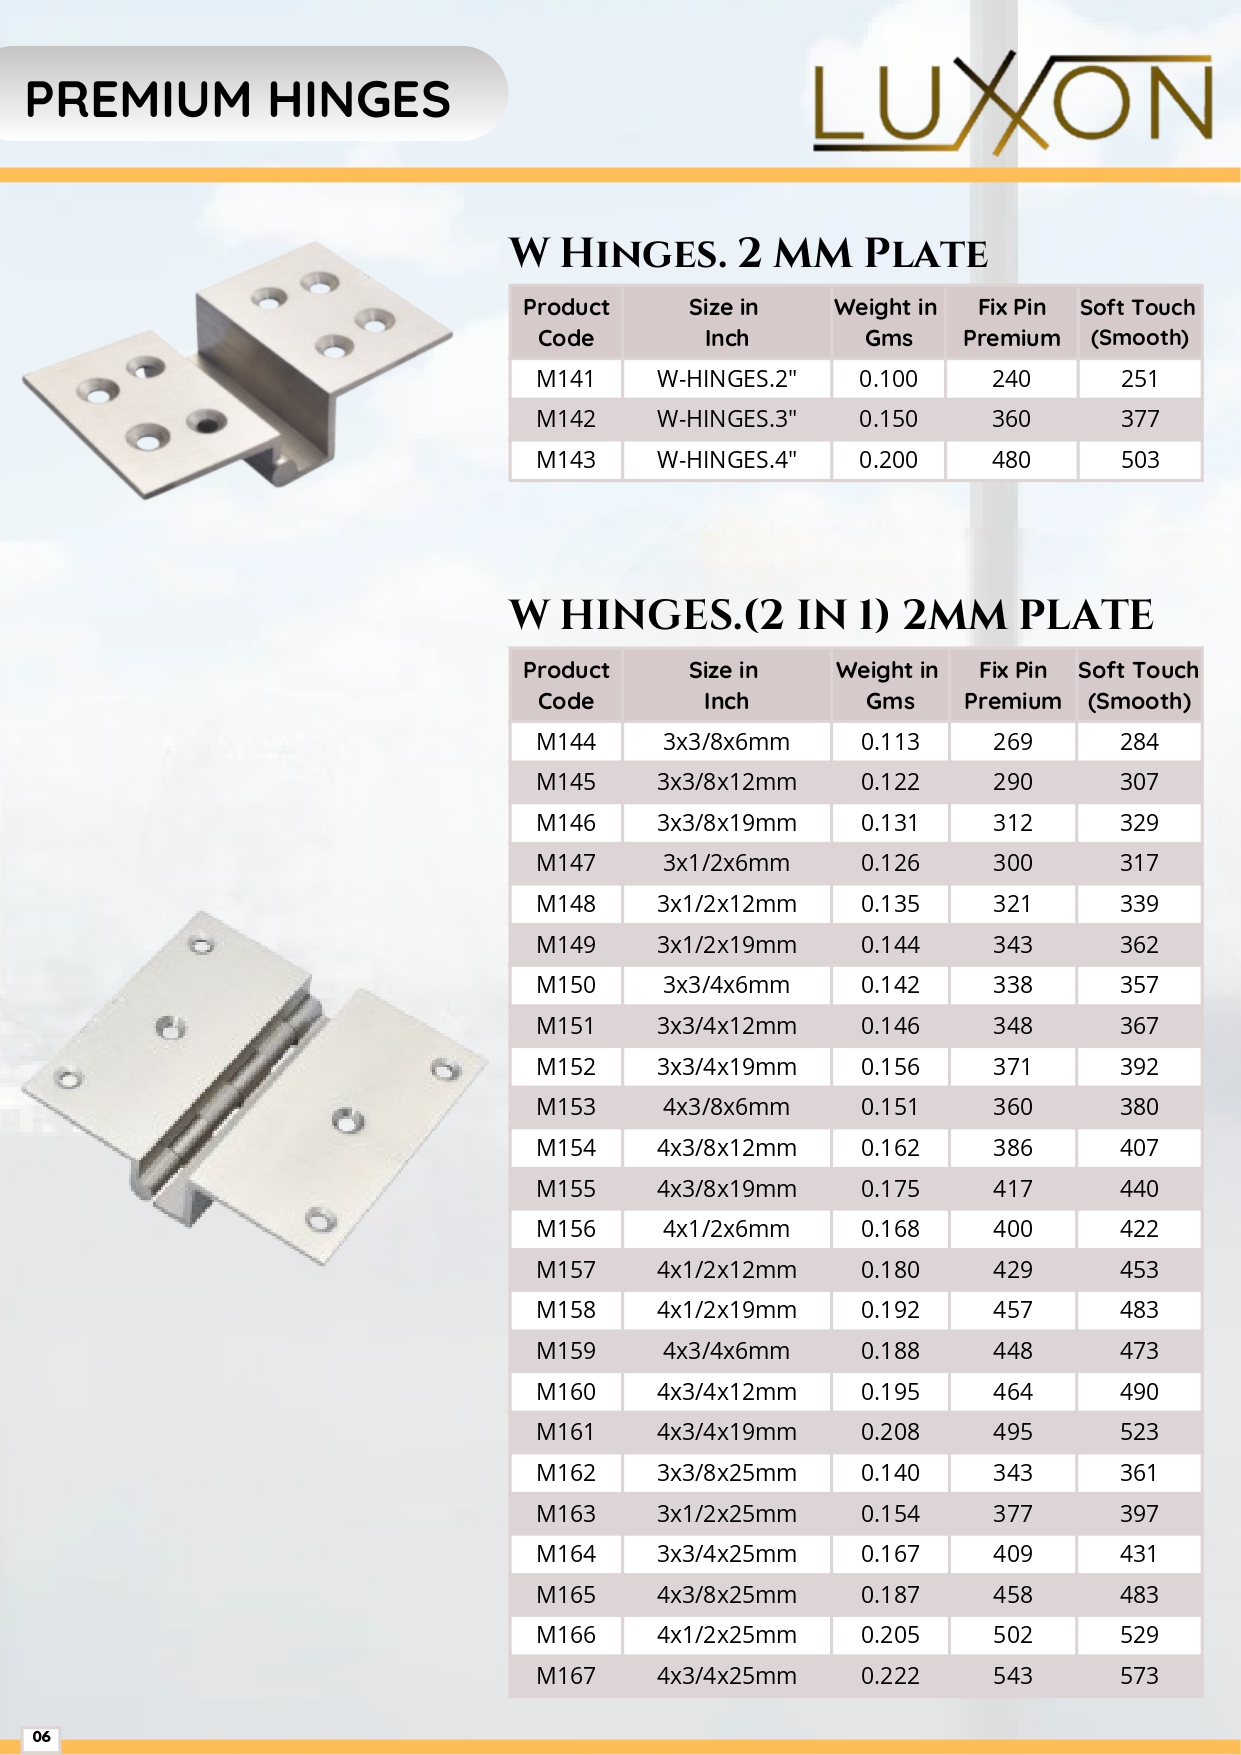 PREMIUM HINGES
LUXXON
W Hinges. 2 MM Plate
Product Code Size in Inch Weight in Gms Fix Pin Premium Soft Touch (Smooth)
M141 W-HINGES.2" 0.100 240 251
M142 W-HINGES.3" 0.150 360 377
M143 W-HINGES.4" 0.200 480 503
W HINGES.(2 IN 1) 2MM PLATE
Product Code Size in Inch Weight in Gms Fix Pin Premium Soft Touch (Smooth)
M144 3x3/8x6mm 0.113 269 284
M145 3x3/8x12mm 0.122 290 307
M146 3x3/8x19mm 0.131 312 329
M147 3x1/2x6mm 0.126 300 317
M148 3x1/2x12mm 0.135 321 339
M149 3x1/2x19mm 0.144 343 362
M150 3x3/4x6mm 0.142 338 357
M151 3x3/4x12mm 0.146 348 367
M152 3x3/4x19mm 0.156 371 392
M153 4x3/8x6mm 0.151 360 380
M154 4x3/8x12mm 0.162 386 407
M155 4x3/8x19mm 0.175 417 440
M156 4x1/2x6mm 0.168 400 422
M157 4x1/2x12mm 0.180 429 453
M158 4x1/2x19mm 0.192 457 483
M159 4x3/4x6mm 0.188 448 473
M160 4x3/4x12mm 0.195 464 490
M161 4x3/4x19mm 0.208 495 523
M162 3x3/8x25mm 0.140 343 361
M163 3x1/2x25mm 0.154 377 397
M164 3x3/4x25mm 0.167 409 431
M165 4x3/8x25mm 0.187 458 483
M166 4x1/2x25mm 0.205 502 529
M167 4x3/4x25mm 0.222 543 573
06